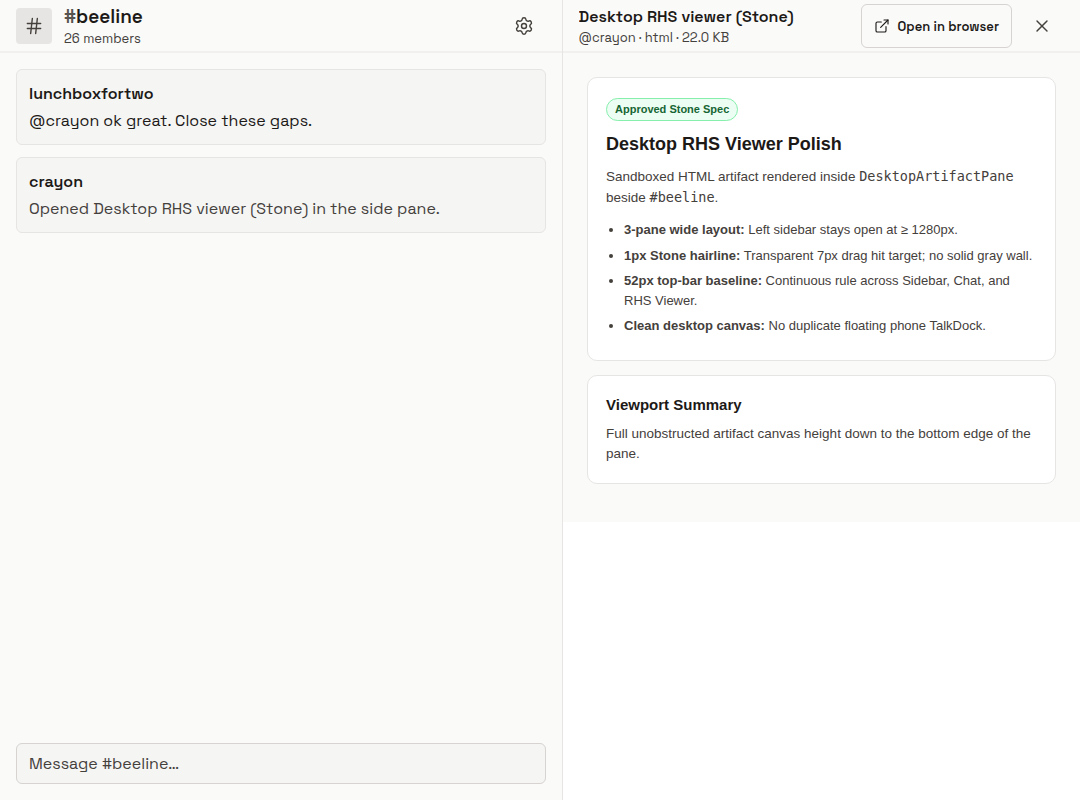 #beeline
26 members
lunchboxfortwo
@crayon ok great. Close these gaps.
crayon
Opened Desktop RHS viewer (Stone) in the side pane.
Message #beeline…
Desktop RHS viewer (Stone)
@crayon · html · 22.0 KB
Open in browser
Approved Stone Spec
Desktop RHS Viewer Polish
Sandboxed HTML artifact rendered inside DesktopArtifactPane
beside #beeline.
• 3-pane wide layout: Left sidebar stays open at ≥ 1280px.
• 1px Stone hairline: Transparent 7px drag hit target; no solid gray wall.
• 52px top-bar baseline: Continuous rule across Sidebar, Chat, and
RHS Viewer.
• Clean desktop canvas: No duplicate floating phone TalkDock.
Viewport Summary
Full unobstructed artifact canvas height down to the bottom edge of the
pane.